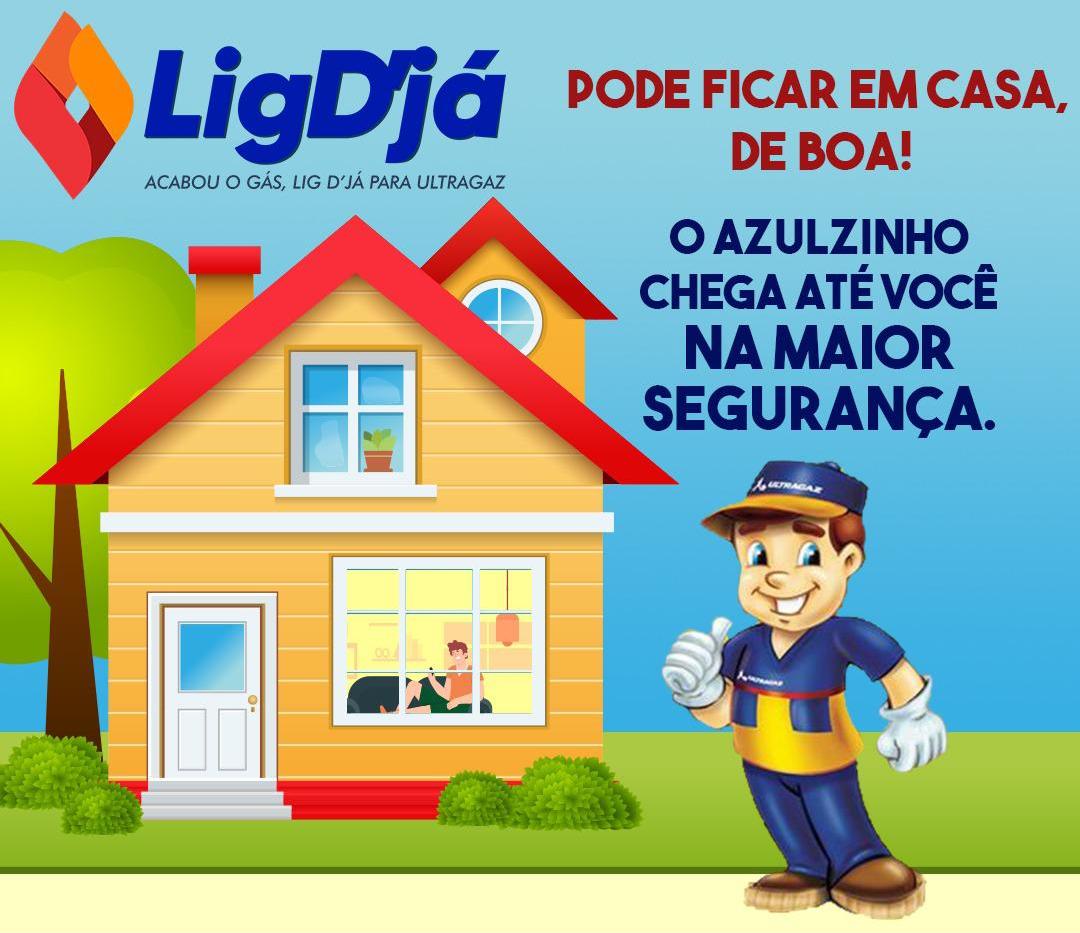 LigD'já
ACABOU O GÁS, LIG D'JÁ PARA ULTRAGAZ
PODE FICAR EM CASA,
DE BOA!
O AZULZINHO
CHEGA ATÉ VOCÊ
NA MAIOR
SEGURANÇA.
ULTRAGAZ
ULTRAGAZ